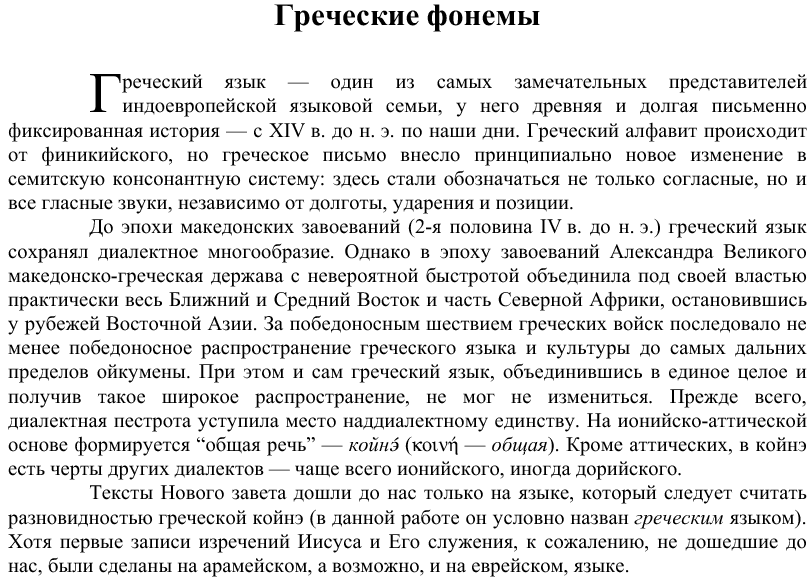 Греческие фонемы
Греческий язык — один из самых замечательных представителей
индоевропейской языковой семьи, у него древняя и долгая письменно
фиксированная история — с XIV в. до н. э. по наши дни. Греческий алфавит происходит
от финикийского, но греческое письмо внесло принципиально новое изменение в
семитскую консонантную систему: здесь стали обозначаться не только согласные, но и
все гласные звуки, независимо от долготы, ударения и позиции.
До эпохи македонских завоеваний (2-я половина IV в. до н. э.) греческий язык
сохранял диалектное многообразие. Однако в эпоху завоеваний Александра Великого
македонско-греческая держава с невероятной быстротой объединила под своей властью
практически весь Ближний и Средний Восток и часть Северной Африки, остановившись
у рубежей Восточной Азии. За победоносным шествием греческих войск последовало не
менее победоносное распространение греческого языка и культуры до самых дальних
пределов ойкумены. При этом и сам греческий язык, объединившись в единое целое и
получив такое широкое распространение, не мог не измениться. Прежде всего,
диалектная пестрота уступила место наддиалектному единству. На ионийско-аттической
основе формируется “общая речь” — койнэ́ (κοινή — общая). Кроме аттических, в койнэ
есть черты других диалектов — чаще всего ионийского, иногда дорийского.
Тексты Нового завета дошли до нас только на языке, который следует считать
разновидностью греческой койнэ (в данной работе он условно назван греческим языком).
Хотя первые записи изречений Иисуса и Его служения, к сожалению, не дошедшие до
нас, были сделаны на арамейском, а возможно, и на еврейском, языке.